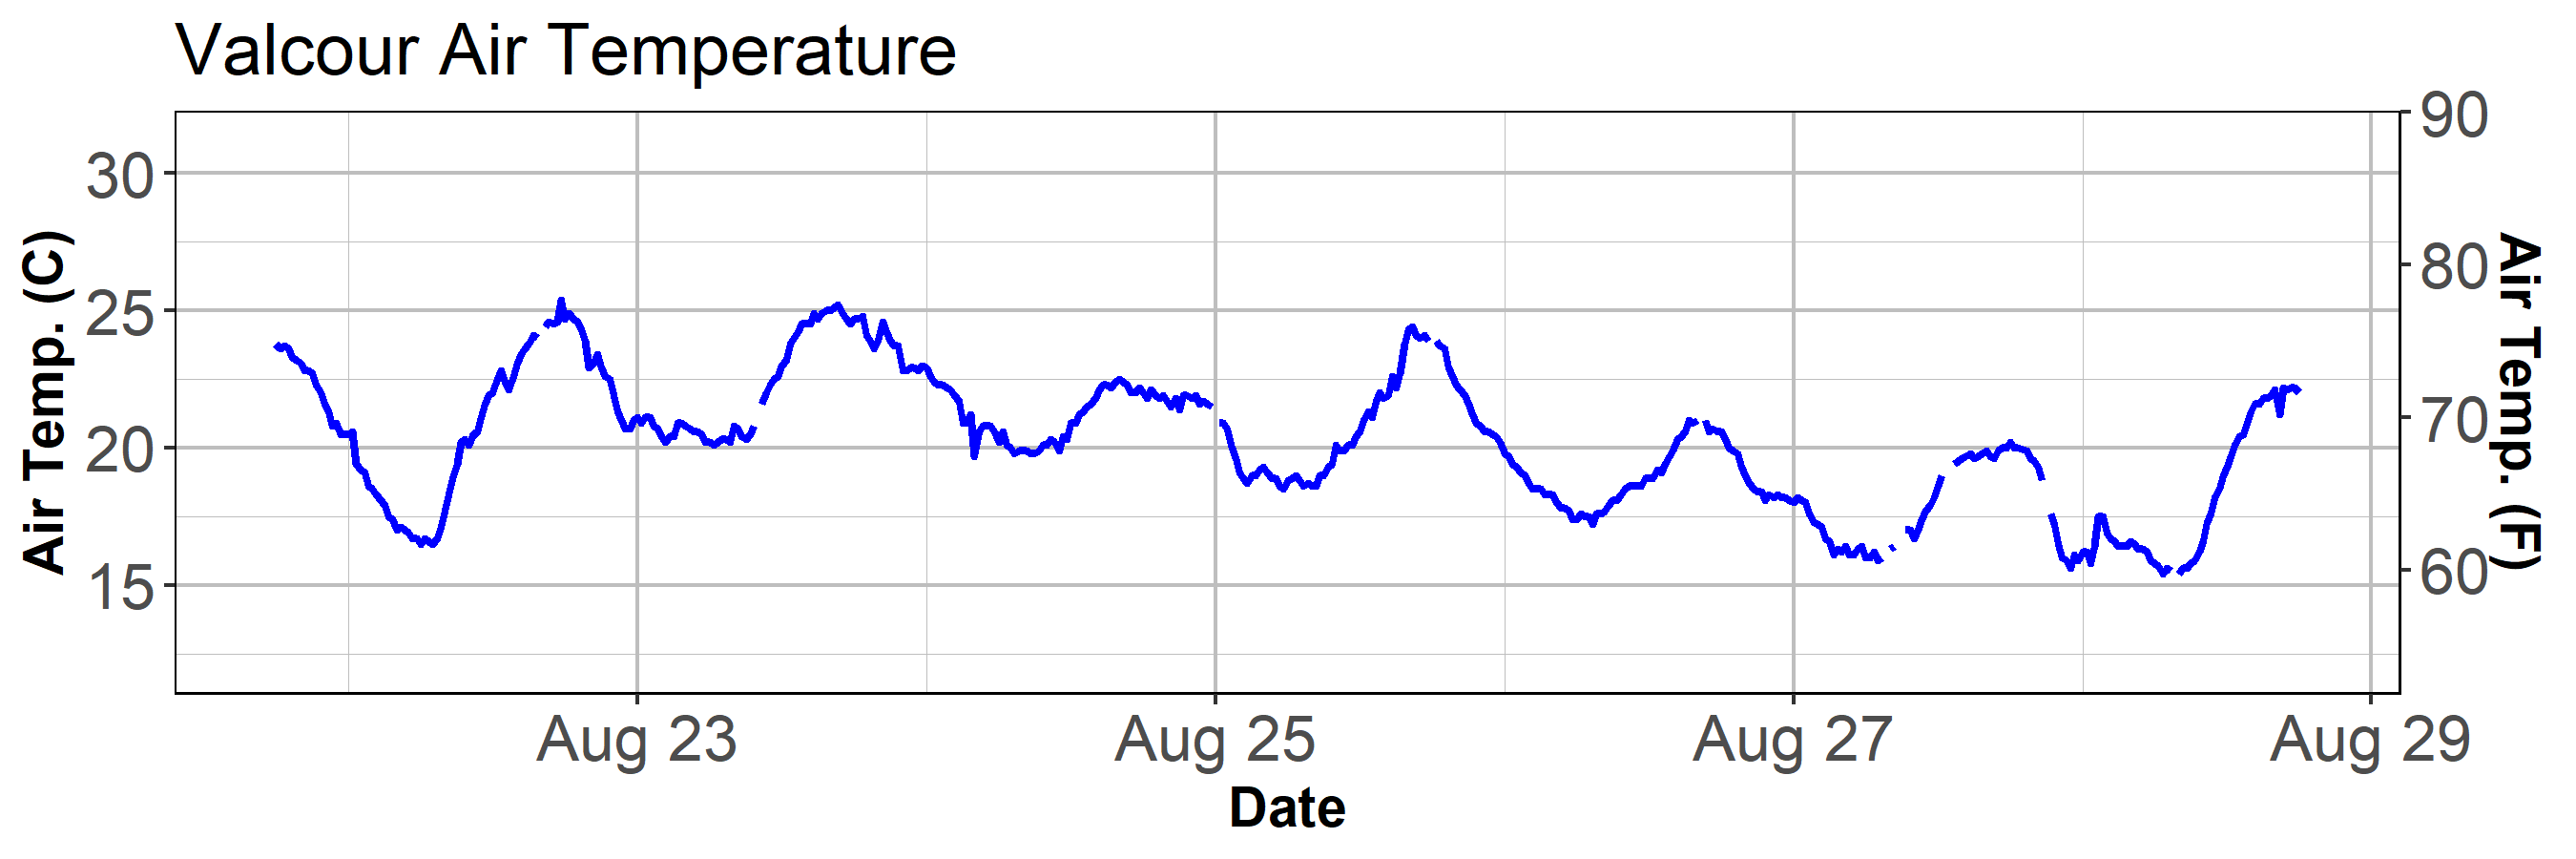 Valcour Air Temperature
90
30
80
25
70
20
60
15
Air Temp. (C)
Air Temp. (F)
Aug 23
Aug 25
Aug 27
Aug 29
Date